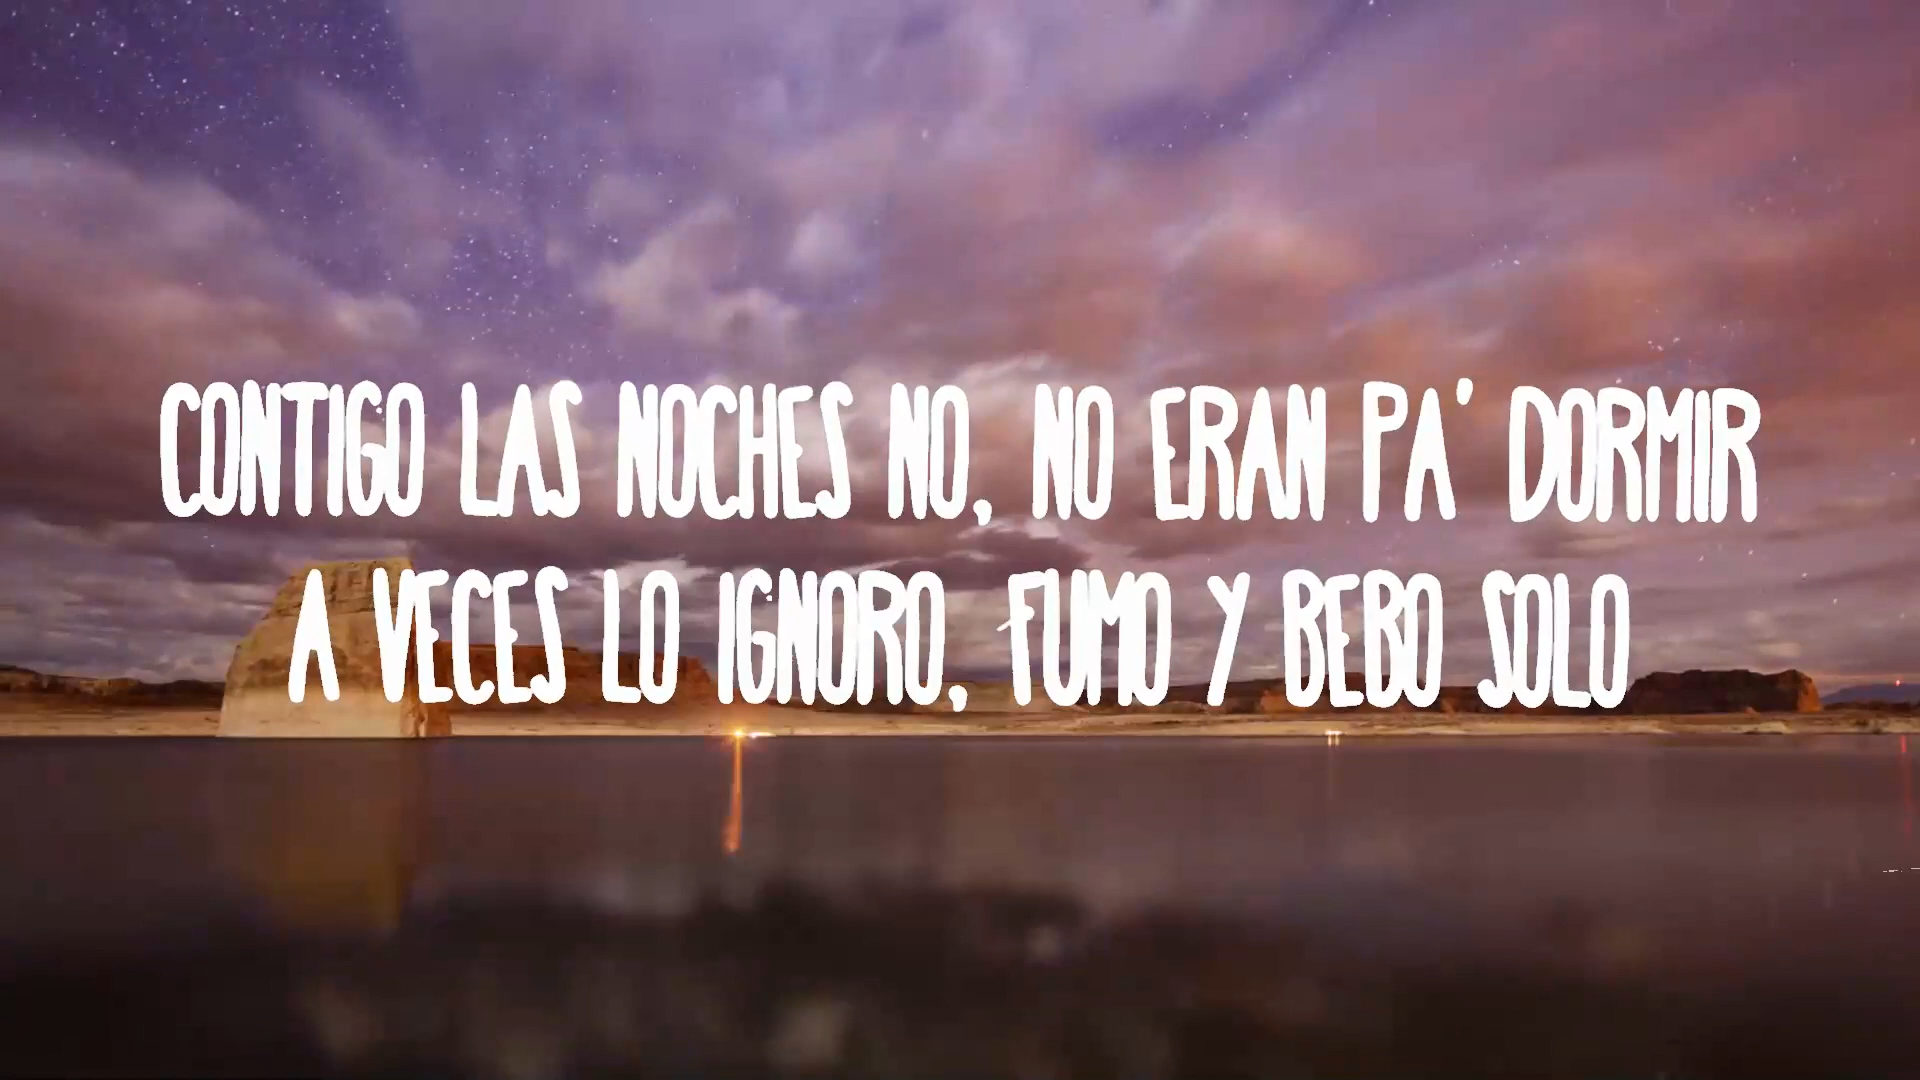 CONTIGO LAS NOCHES NO, NO ERAN PA' DORMIR
A VECES LO IGNORO, FUMO Y BEBO SOLO